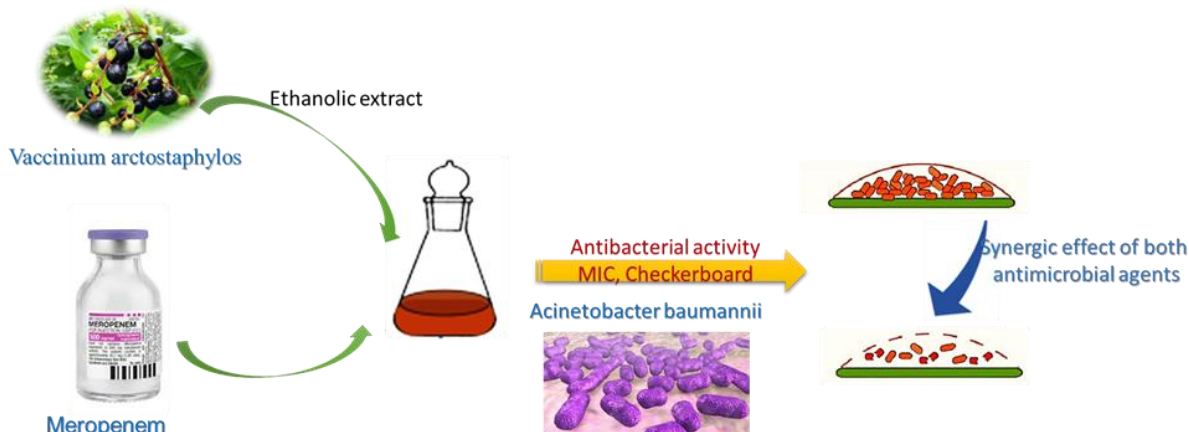 Ethanolic extract
Vaccinium arctostaphylos
MEROPENEM
Antibacterial activity
MIC, Checkerboard
Acinetobacter baumannii
Synergic effect of both
antimicrobial agents
Meropenem